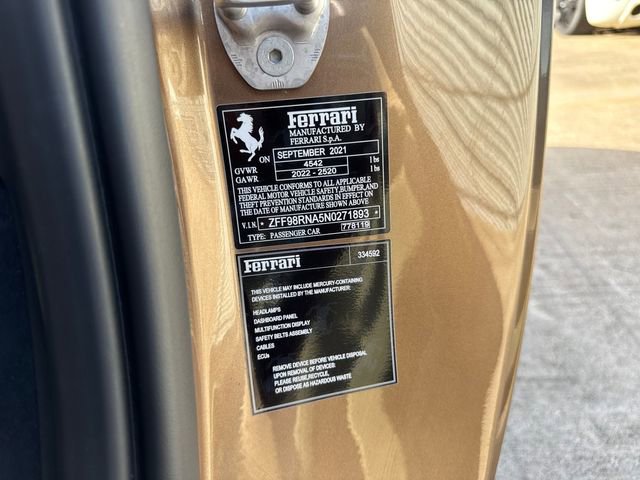 Ferrari
MANUFACTURED BY
FERRARI S.p.A.
ON SEPTEMBER 2021
GVWR 4542 lbs
GAWR 2022 - 2520 lbs
THIS VEHICLE CONFORMS TO ALL APPLICABLE
FEDERAL MOTOR VEHICLE SAFETY, BUMPER, AND
THEFT PREVENTION STANDARDS IN EFFECT ON
THE DATE OF MANUFACTURE SHOWN ABOVE
V.I.N. * ZFF98RNA5N0271893 *
TYPE: PASSENGER CAR 778119
Ferrari 334592
THIS VEHICLE MAY INCLUDE MERCURY-CONTAINING
DEVICES INSTALLED BY THE MANUFACTURER:
HEADLAMPS
DASHBOARD PANEL
MULTIFUNCTION DISPLAY
SAFETY BELTS ASSEMBLY
CABLES
ECUs
REMOVE DEVICE BEFORE VEHICLE DISPOSAL
UPON REMOVAL OF DEVICES:
PLEASE REUSE, RECYCLE,
OR DISPOSE AS HAZARDOUS WASTE